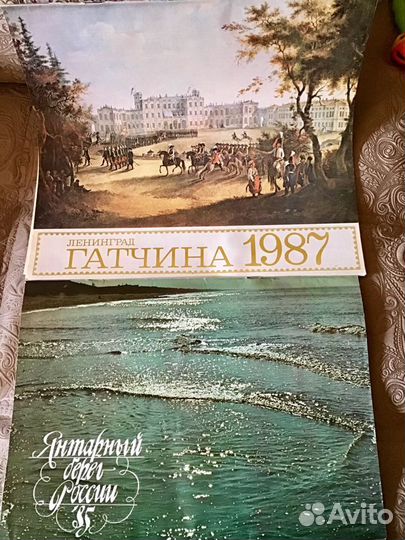 ЛЕНИНГРАД
ГАТЧИНА 1987
Янтарный
берег
России
'85
Avito